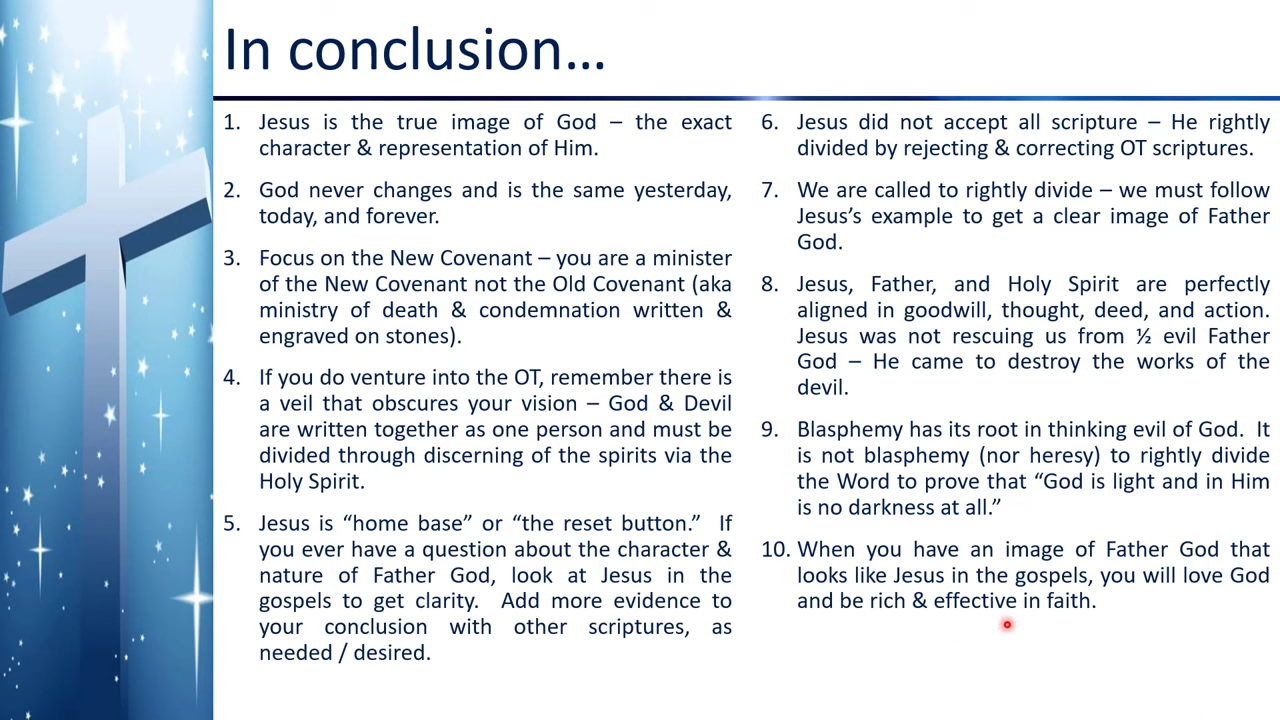 In conclusion…
1. Jesus is the true image of God – the exact
character & representation of Him.
2. God never changes and is the same yesterday,
today, and forever.
3. Focus on the New Covenant – you are a minister
of the New Covenant not the Old Covenant (aka
ministry of death & condemnation written &
engraved on stones).
4. If you do venture into the OT, remember there is
a veil that obscures your vision – God & Devil
are written together as one person and must be
divided through discerning of the spirits via the
Holy Spirit.
5. Jesus is “home base” or “the reset button.” If
you ever have a question about the character &
nature of Father God, look at Jesus in the
gospels to get clarity. Add more evidence to
your conclusion with other scriptures, as
needed / desired.
6. Jesus did not accept all scripture – He rightly
divided by rejecting & correcting OT scriptures.
7. We are called to rightly divide – we must follow
Jesus’s example to get a clear image of Father
God.
8. Jesus, Father, and Holy Spirit are perfectly
aligned in goodwill, thought, deed, and action.
Jesus was not rescuing us from ½ evil Father
God – He came to destroy the works of the
devil.
9. Blasphemy has its root in thinking evil of God. It
is not blasphemy (nor heresy) to rightly divide
the Word to prove that “God is light and in Him
is no darkness at all.”
10. When you have an image of Father God that
looks like Jesus in the gospels, you will love God
and be rich & effective in faith.